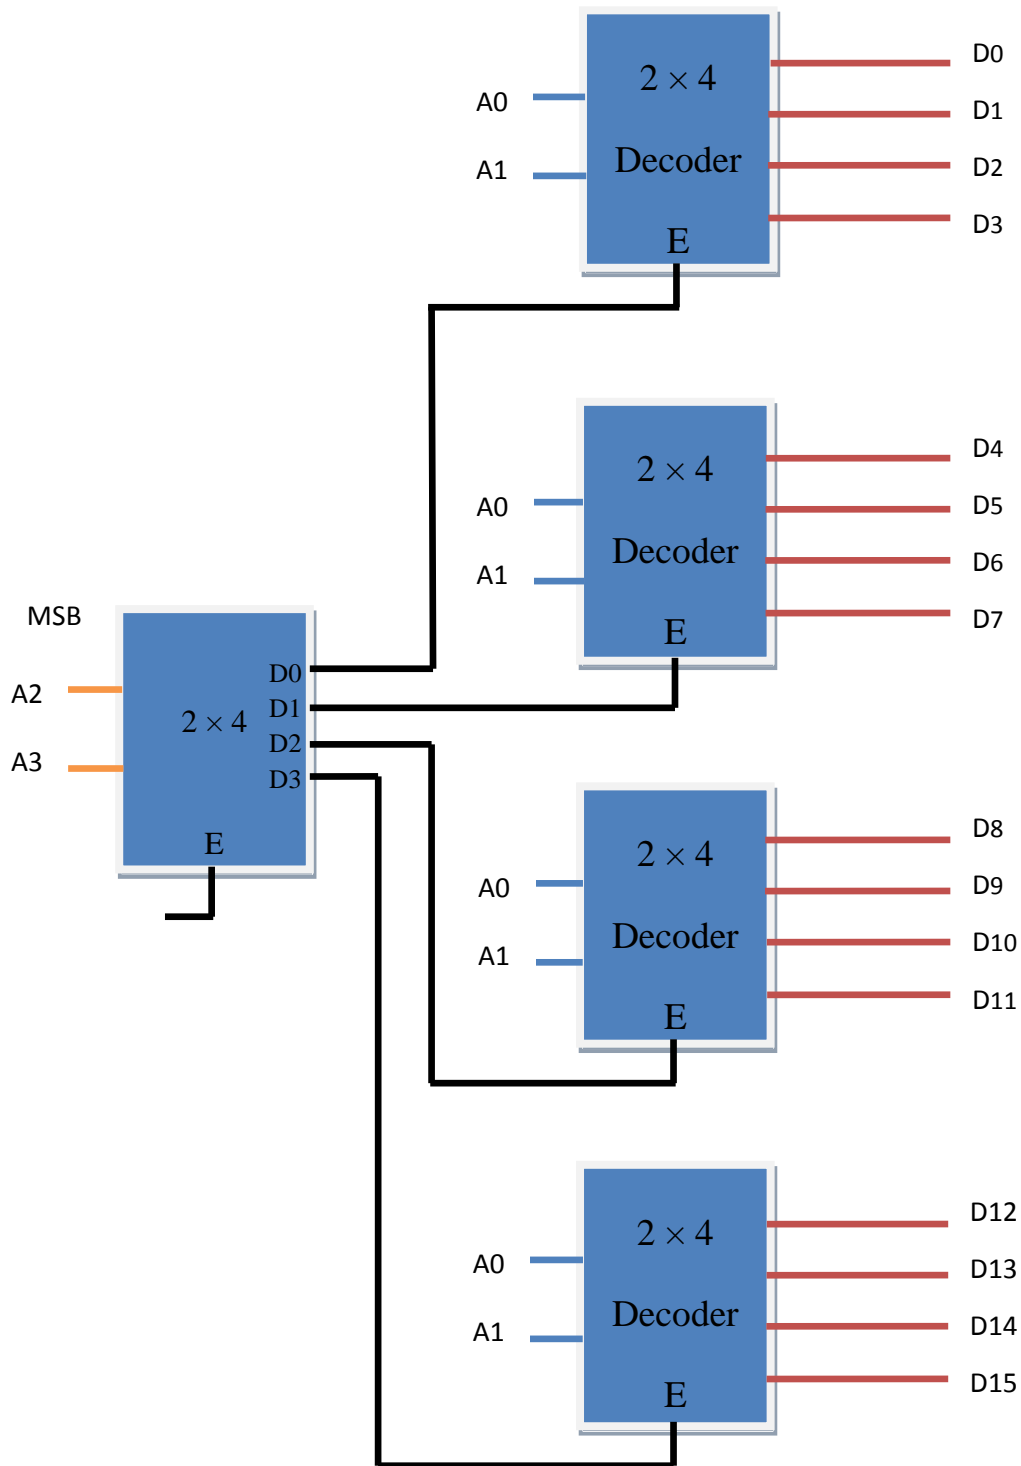 A0
A1
2 × 4
Decoder
E
D0
D1
D2
D3
A0
A1
2 × 4
Decoder
E
D4
D5
D6
D7
MSB
A2
A3
2 × 4
E
D0
D1
D2
D3
A0
A1
2 × 4
Decoder
E
D8
D9
D10
D11
A0
A1
2 × 4
Decoder
E
D12
D13
D14
D15